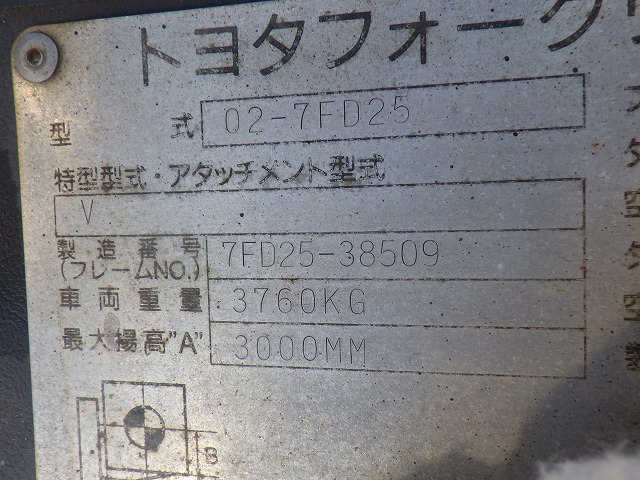 トヨタフォーク
型式 02-7FD25
特型型式・アタッチメント型式
V
製造番号 7FD25-38509
(フレームNO.)
車両重量 3760KG
最大揚高"A" 3000MM
B